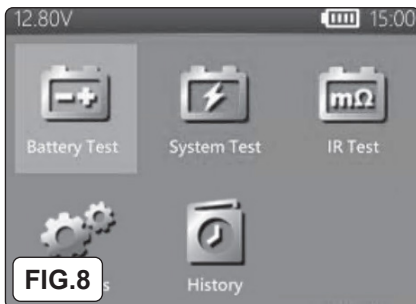 12.80V 15:00
mΩ
Battery Test System Test IR Test
FIG.8
History